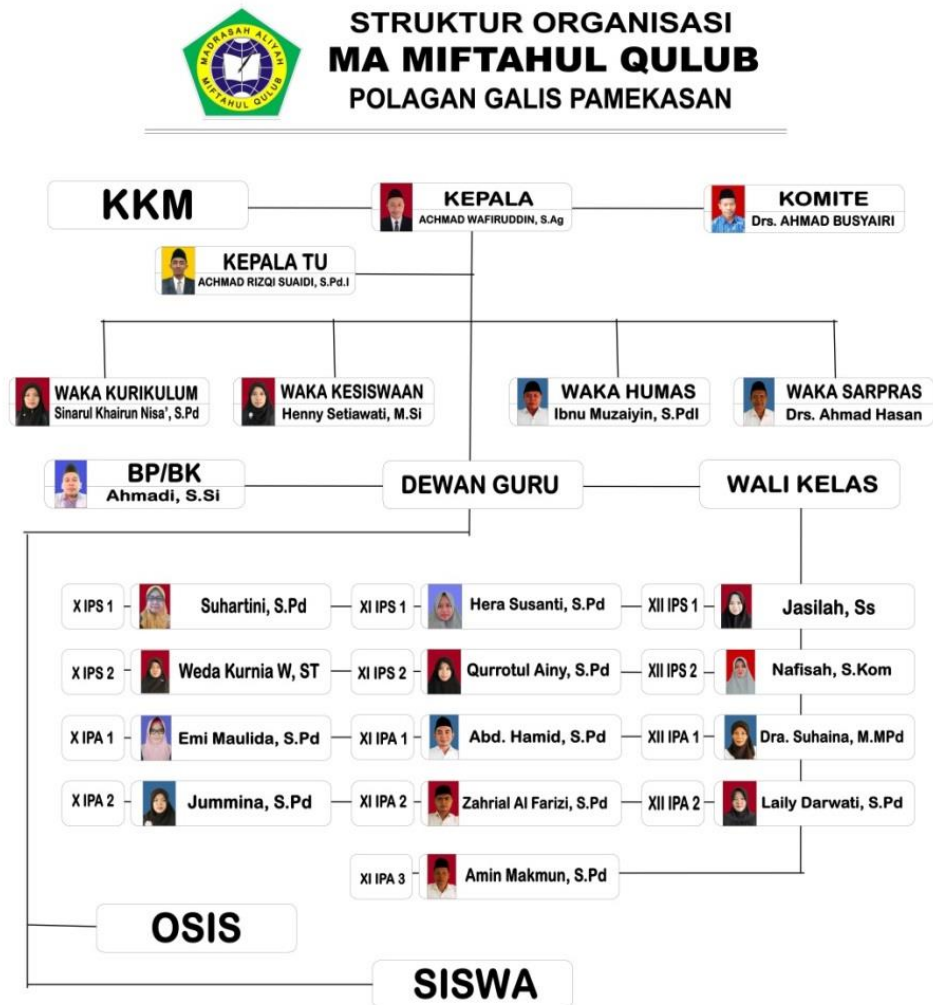 MADRASAH ALIYAH
MIFTAHUL QULUB
STRUKTUR ORGANISASI
MA MIFTAHUL QULUB
POLAGAN GALIS PAMEKASAN
KKM
KEPALA
ACHMAD WAFIRUDDIN, S.Ag
KOMITE
Drs. AHMAD BUSYAIRI
KEPALA TU
ACHMAD RIZQI SUAIDI, S.Pd.I
WAKA KURIKULUM
Sinarul Khairun Nisa', S.Pd
WAKA KESISWAAN
Henny Setiawati, M.Si
WAKA HUMAS
Ibnu Muzaiyin, S.PdI
WAKA SARPRAS
Drs. Ahmad Hasan
BP/BK
Ahmadi, S.Si
DEWAN GURU
WALI KELAS
X IPS 1
Suhartini, S.Pd
XI IPS 1
Hera Susanti, S.Pd
XII IPS 1
Jasilah, Ss
X IPS 2
Weda Kurnia W, ST
XI IPS 2
Qurrotul Ainy, S.Pd
XII IPS 2
Nafisah, S.Kom
X IPA 1
Emi Maulida, S.Pd
XI IPA 1
Abd. Hamid, S.Pd
XII IPA 1
Dra. Suhaina, M.MPd
X IPA 2
Jummina, S.Pd
XI IPA 2
Zahrial Al Farizi, S.Pd
XII IPA 2
Laily Darwati, S.Pd
XI IPA 3
Amin Makmun, S.Pd
OSIS
SISWA